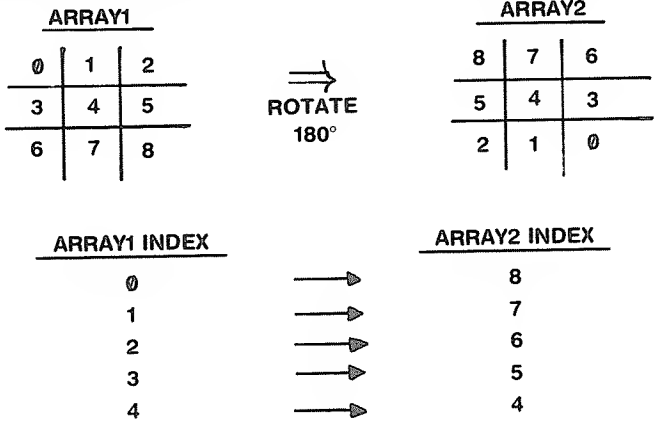 ARRAY1 ARRAY2
0 1 2 8 7 6
3 4 5 5 4 3
6 7 8 2 1 0
ROTATE
180°
ARRAY1 INDEX ARRAY2 INDEX
0 8
1 7
2 6
3 5
4 4